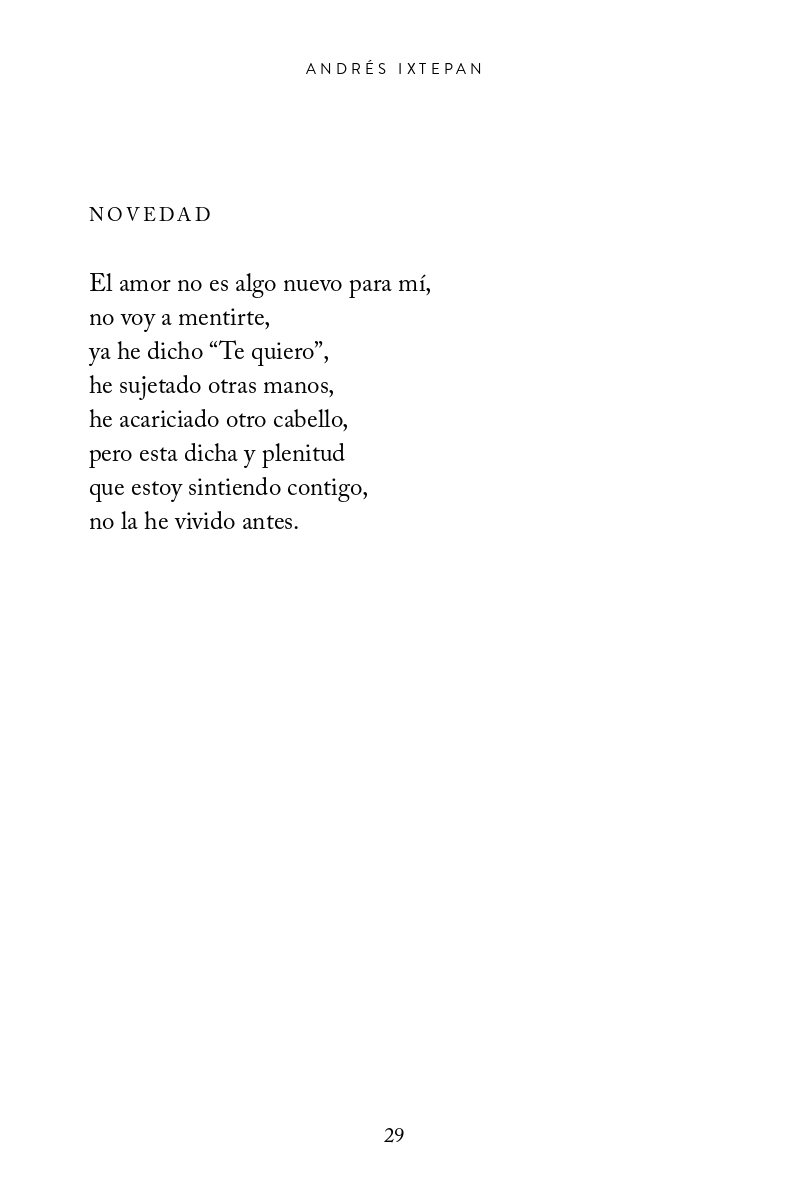 ANDRÉS IXTEPAN
NOVEDAD
El amor no es algo nuevo para mí,
no voy a mentirte,
ya he dicho “Te quiero”,
he sujetado otras manos,
he acariciado otro cabello,
pero esta dicha y plenitud
que estoy sintiendo contigo,
no la he vivido antes.
29